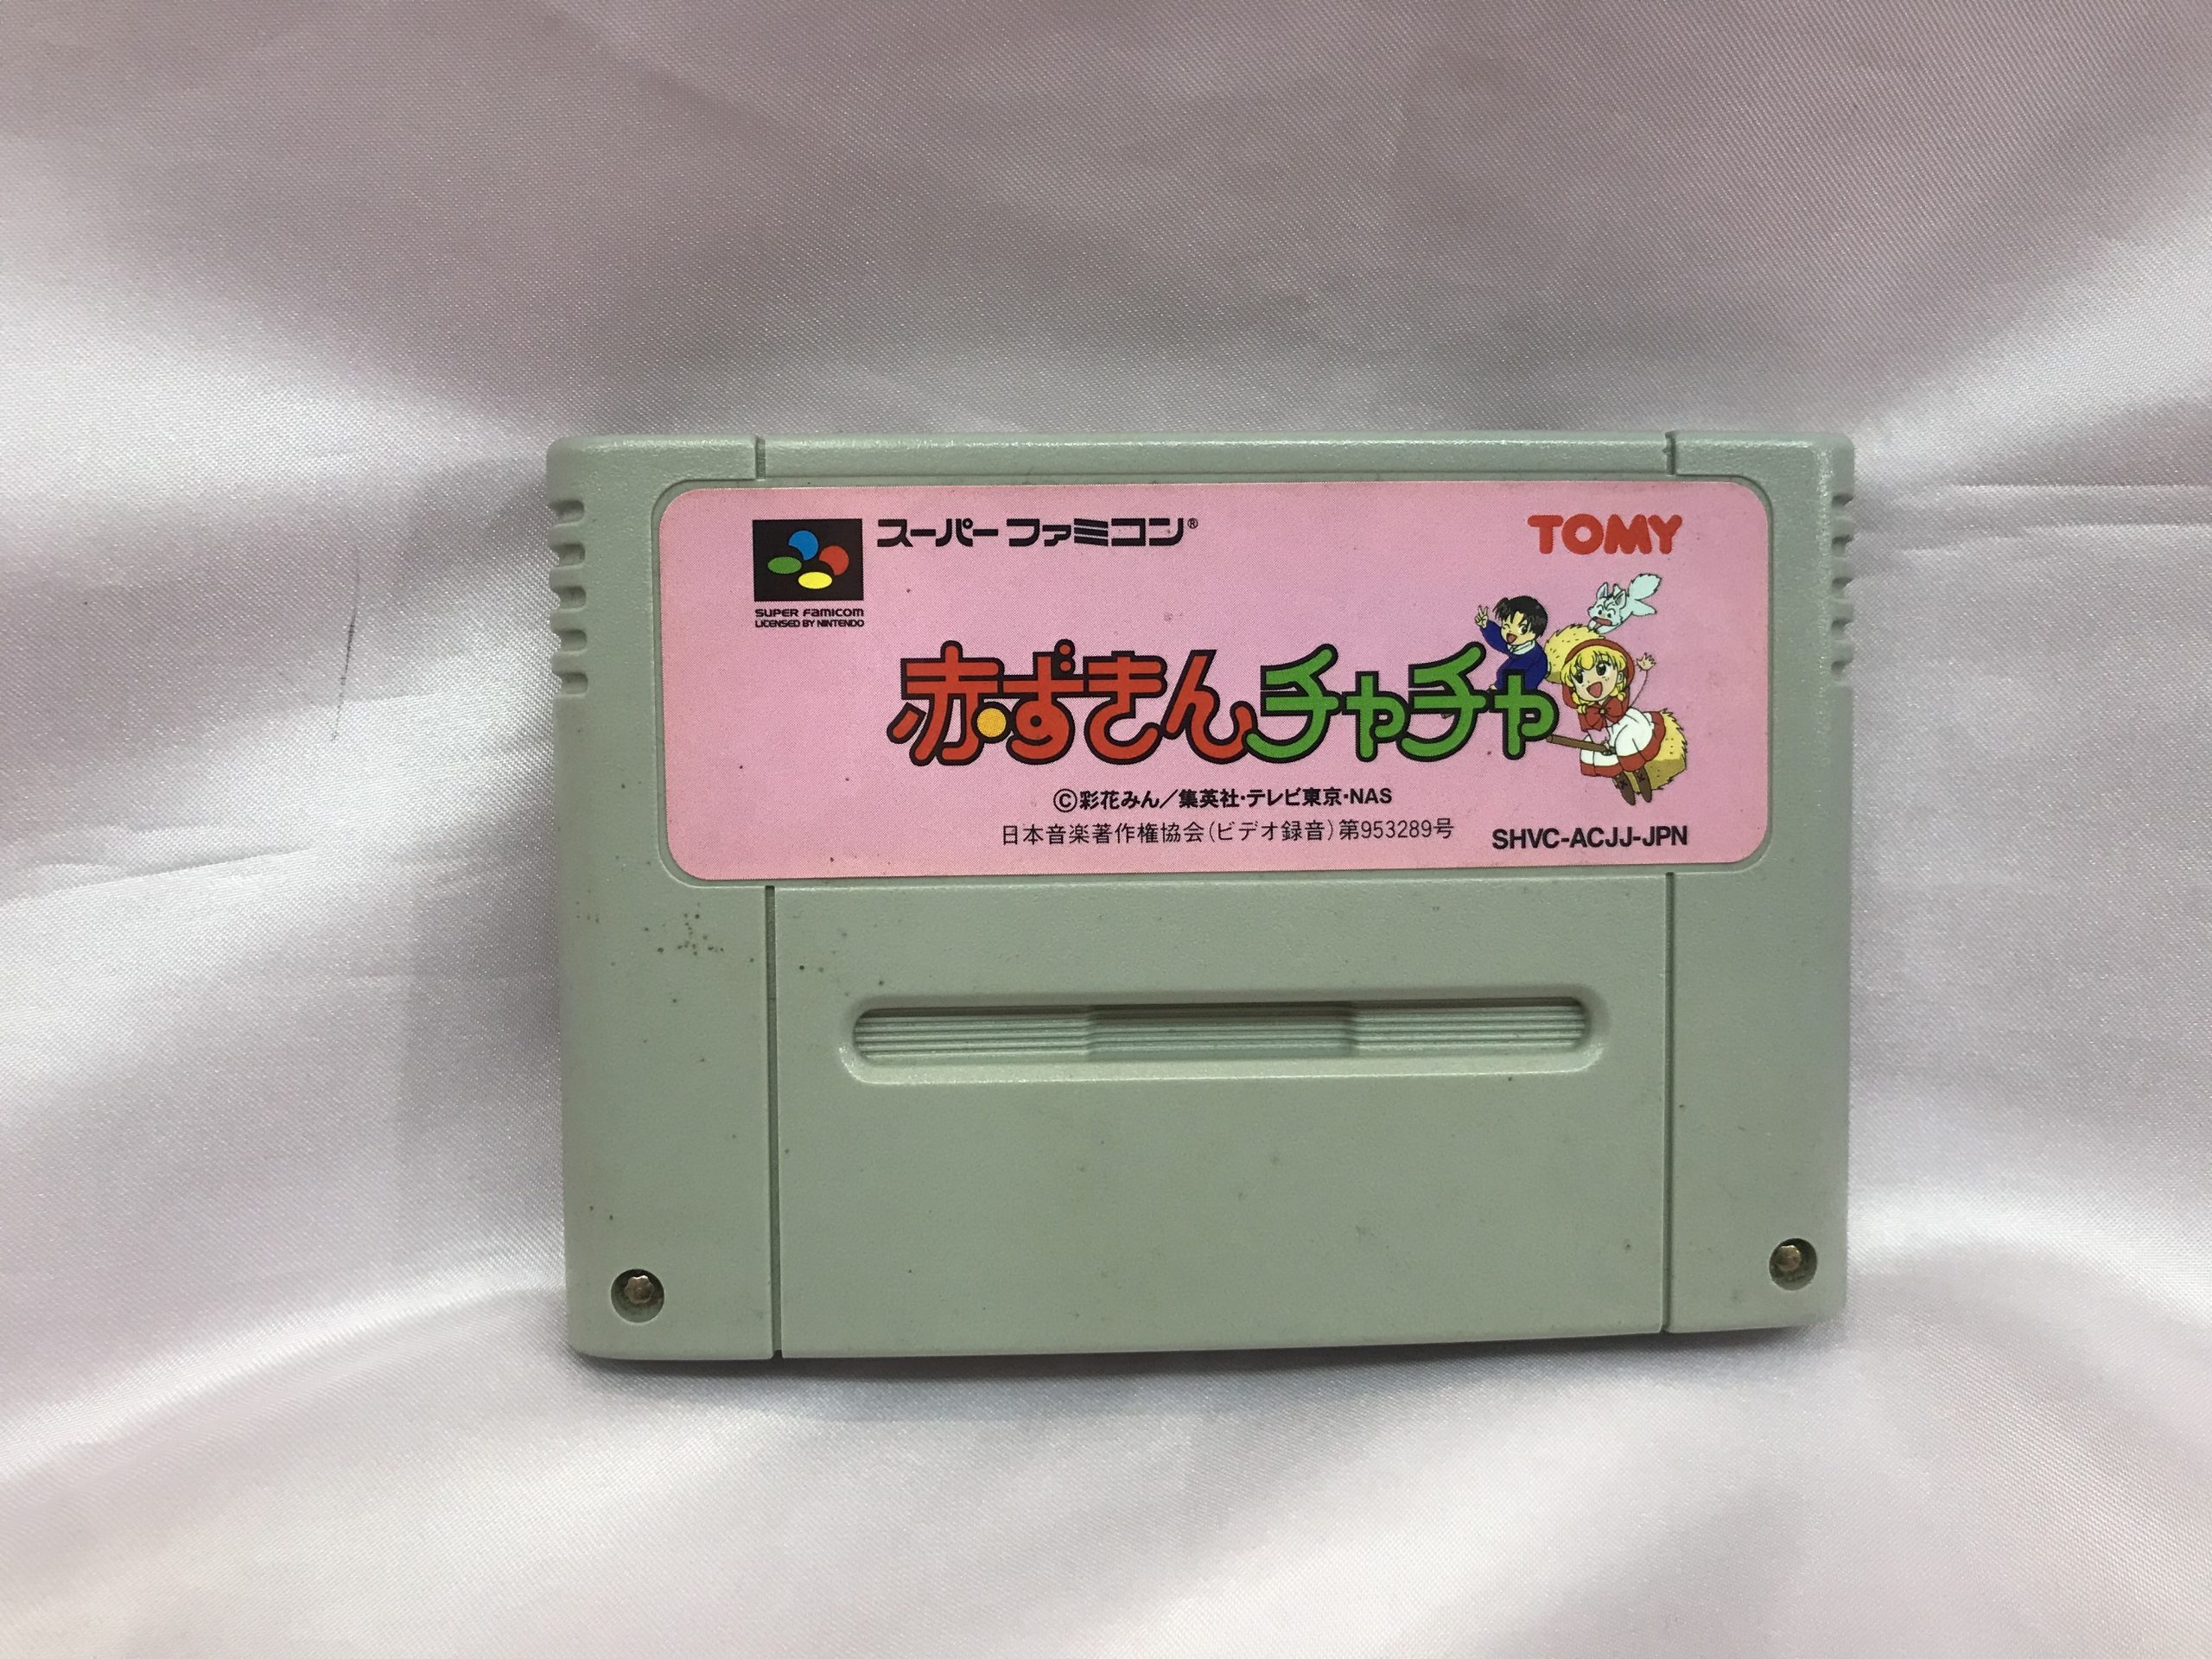 スーパーファミコン®
TOMY
SUPER FAMICOM
LICENSED BY NINTENDO
赤ずきんチャチャ
©彩花みん／集英社・テレビ東京・NAS
日本音楽著作権協会(ビデオ録音)第953289号
SHVC-ACJJ-JPN